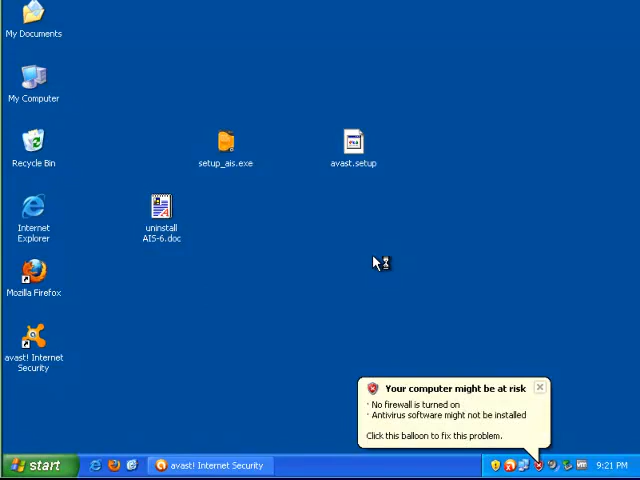 My Documents
My Computer
Recycle Bin
setup_ais.exe
avast.setup
Internet
Explorer
uninstall
AIS-6.doc
Mozilla Firefox
avast! Internet
Security
Your computer might be at risk
· No firewall is turned on
· Antivirus software might not be installed
Click this balloon to fix this problem.
start
avast! Internet Security
9:21 PM